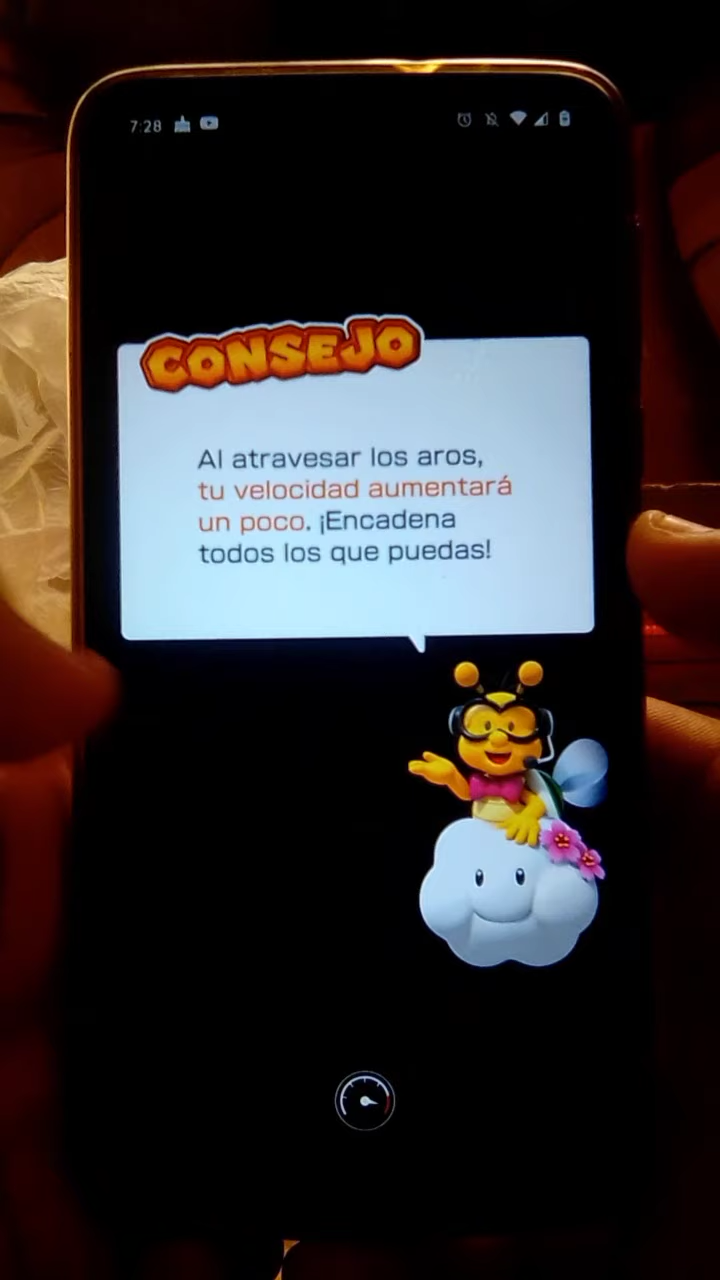 7:28
CONSEJO
Al atravesar los aros,
tu velocidad aumentará
un poco. ¡Encadena
todos los que puedas!